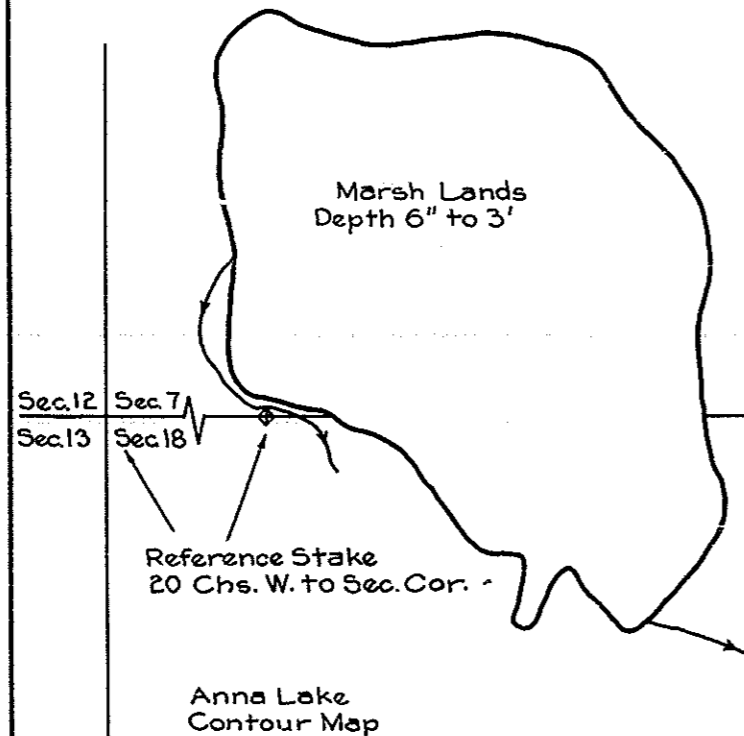 Marsh Lands
Depth 6" to 3'
Sec.12 Sec.7
Sec.13 Sec.18
Reference Stake
20 Chs. W. to Sec. Cor.
Anna Lake
Contour Map